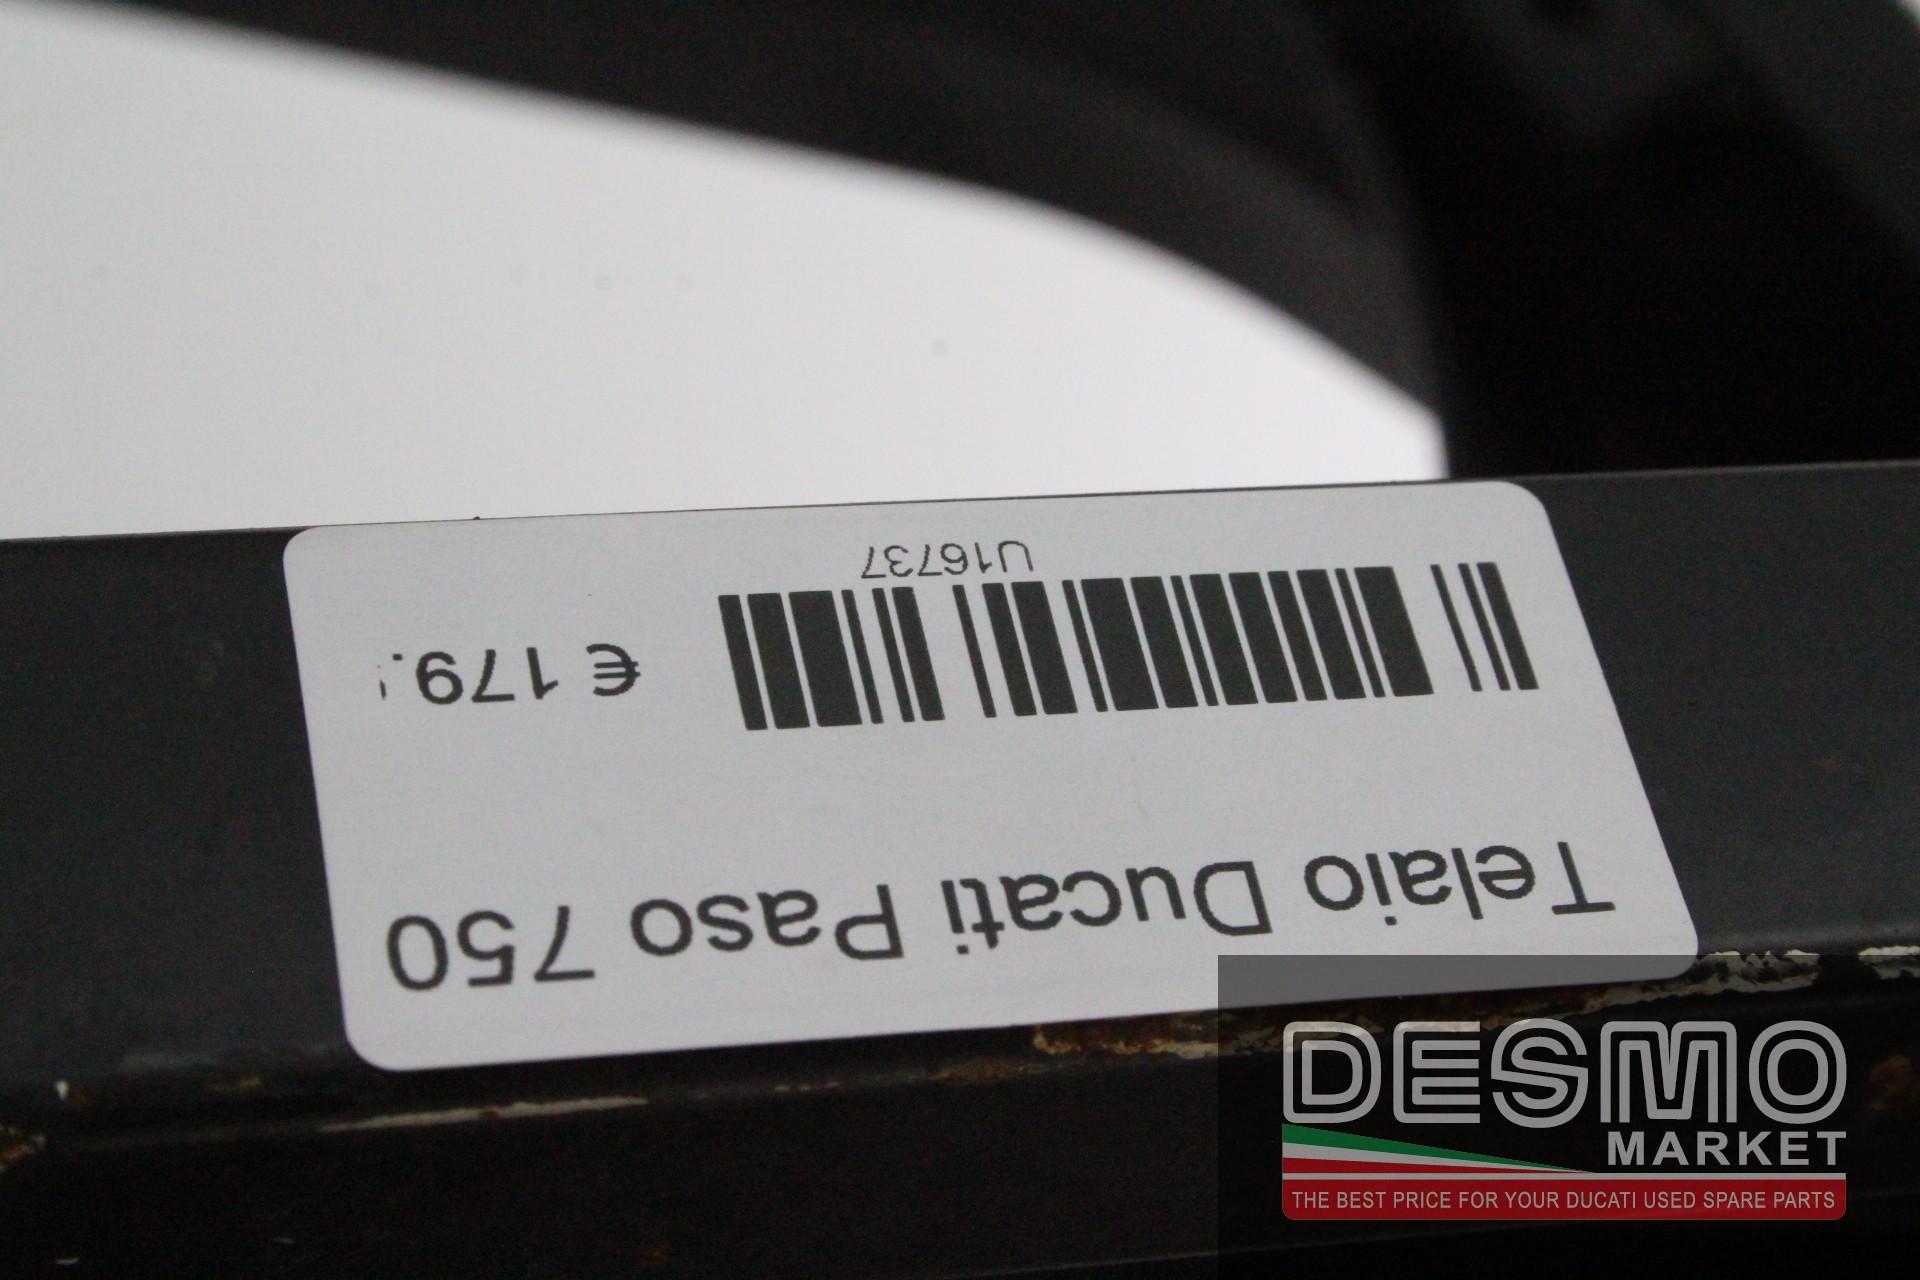 Telaio Ducati Paso 750
U16737
€ 179.
DESMO
MARKET
THE BEST PRICE FOR YOUR DUCATI USED SPARE PARTS